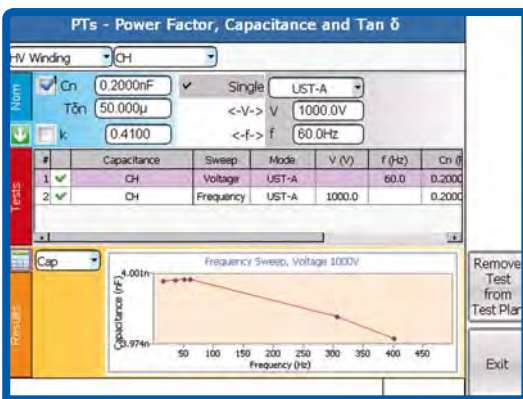 PTs - Power Factor, Capacitance and Tan δ
HV Winding CH
Nom
Cn 0.2000nF Single UST-A
Tδn 50.000µ <-V-> V 1000.0V
k 0.4100 <-f-> f 60.0Hz
Tests
# Capacitance Sweep Mode V (V) f (Hz) Cn (F
1 CH Voltage UST-A 60.0 0.2000
2 CH Frequency UST-A 1000.0 0.2000
Results
Cap
Frequency Sweep, Voltage 1000V
4.001n
Capacitance (nF)
3.974n
50 100 150 200 250 300 350 400 450
Frequency (Hz)
Remove
Test
from
Test Plan
Exit